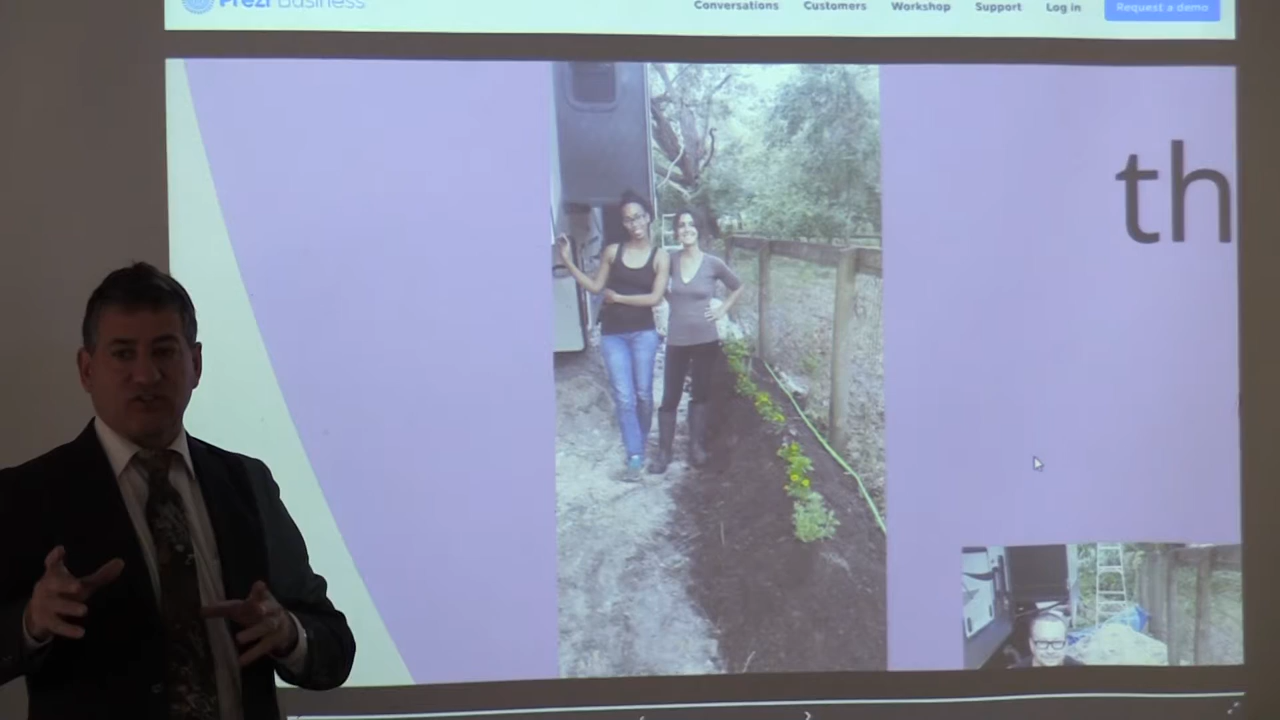 Prezi Business
Conversations Customers Workshop Support Log in Request a demo
th